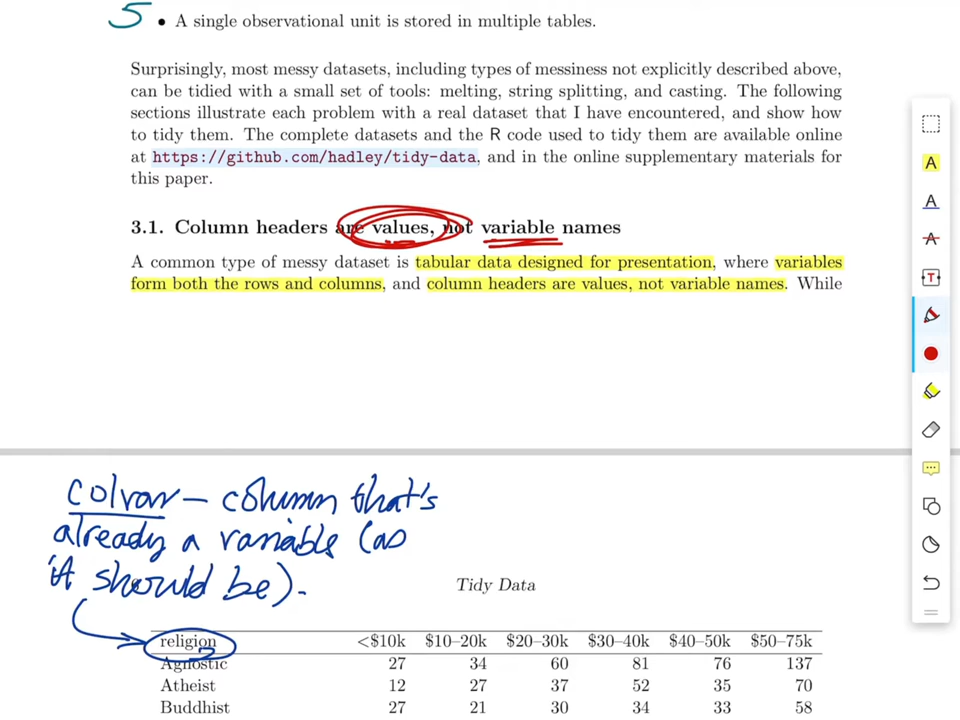 5 • A single observational unit is stored in multiple tables.
Surprisingly, most messy datasets, including types of messiness not explicitly described above,
can be tidied with a small set of tools: melting, string splitting, and casting. The following
sections illustrate each problem with a real dataset that I have encountered, and show how
to tidy them. The complete datasets and the R code used to tidy them are available online
at https://github.com/hadley/tidy-data, and in the online supplementary materials for
this paper.
3.1. Column headers are values, not variable names
A common type of messy dataset is tabular data designed for presentation, where variables
form both the rows and columns, and column headers are values, not variable names. While
colvar – column that's
already a variable (as
it should be).
Tidy Data
religion <$10k $10–20k $20–30k $30–40k $40–50k $50–75k
Agnostic 27 34 60 81 76 137
Atheist 12 27 37 52 35 70
Buddhist 27 21 30 34 33 58
A
A
A
T